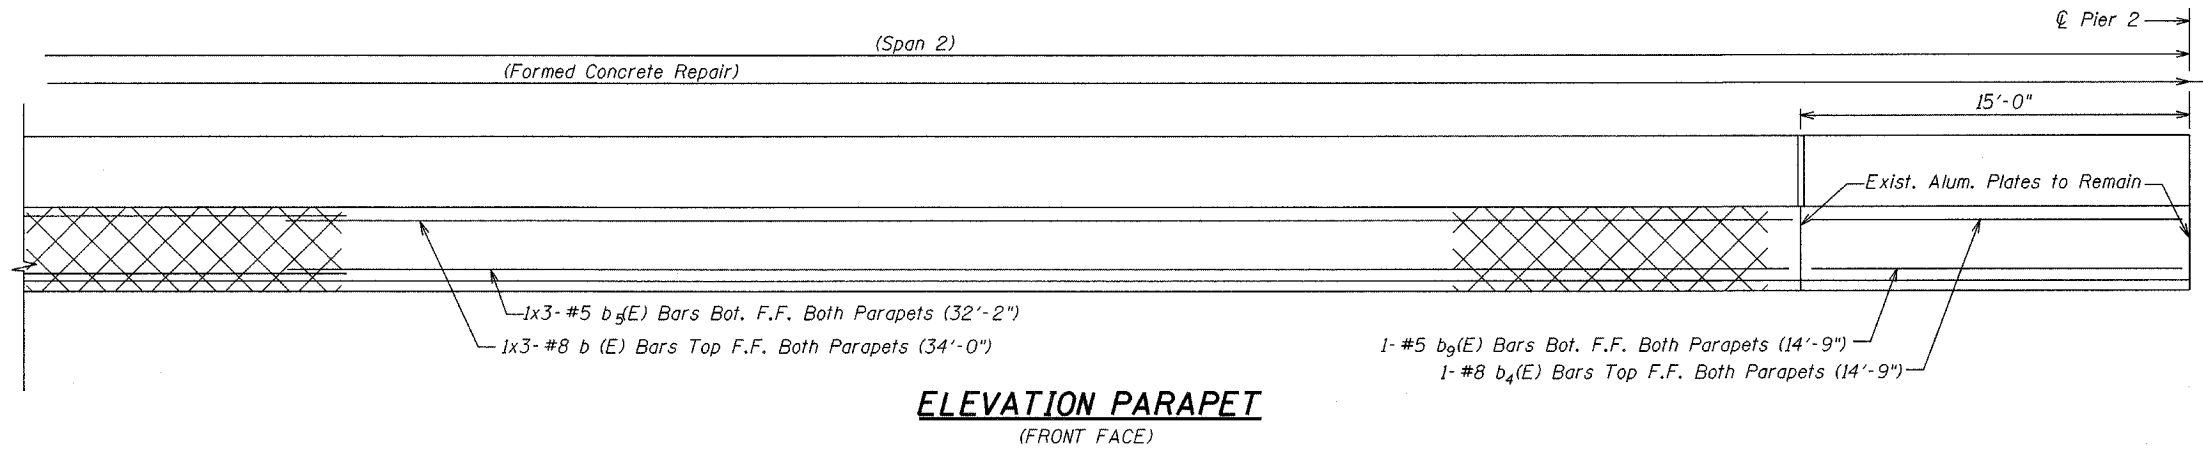 ℄ Pier 2
(Span 2)
(Formed Concrete Repair)
15'-0"
Exist. Alum. Plates to Remain
1x3- #5 b5(E) Bars Bot. F.F. Both Parapets (32'-2")
1x3- #8 b (E) Bars Top F.F. Both Parapets (34'-0")
1- #5 b9(E) Bars Bot. F.F. Both Parapets (14'-9")
1- #8 b4(E) Bars Top F.F. Both Parapets (14'-9")
ELEVATION PARAPET
(FRONT FACE)